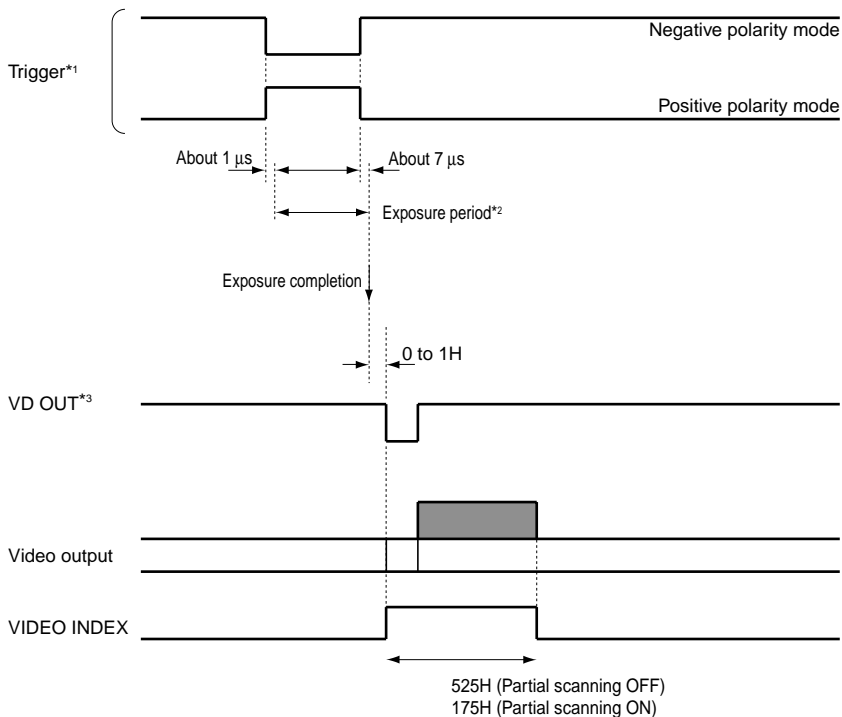 Negative polarity mode
Trigger*1
Positive polarity mode
About 1 μs
About 7 μs
Exposure period*2
Exposure completion
0 to 1H
VD OUT*3
Video output
VIDEO INDEX
525H (Partial scanning OFF)
175H (Partial scanning ON)